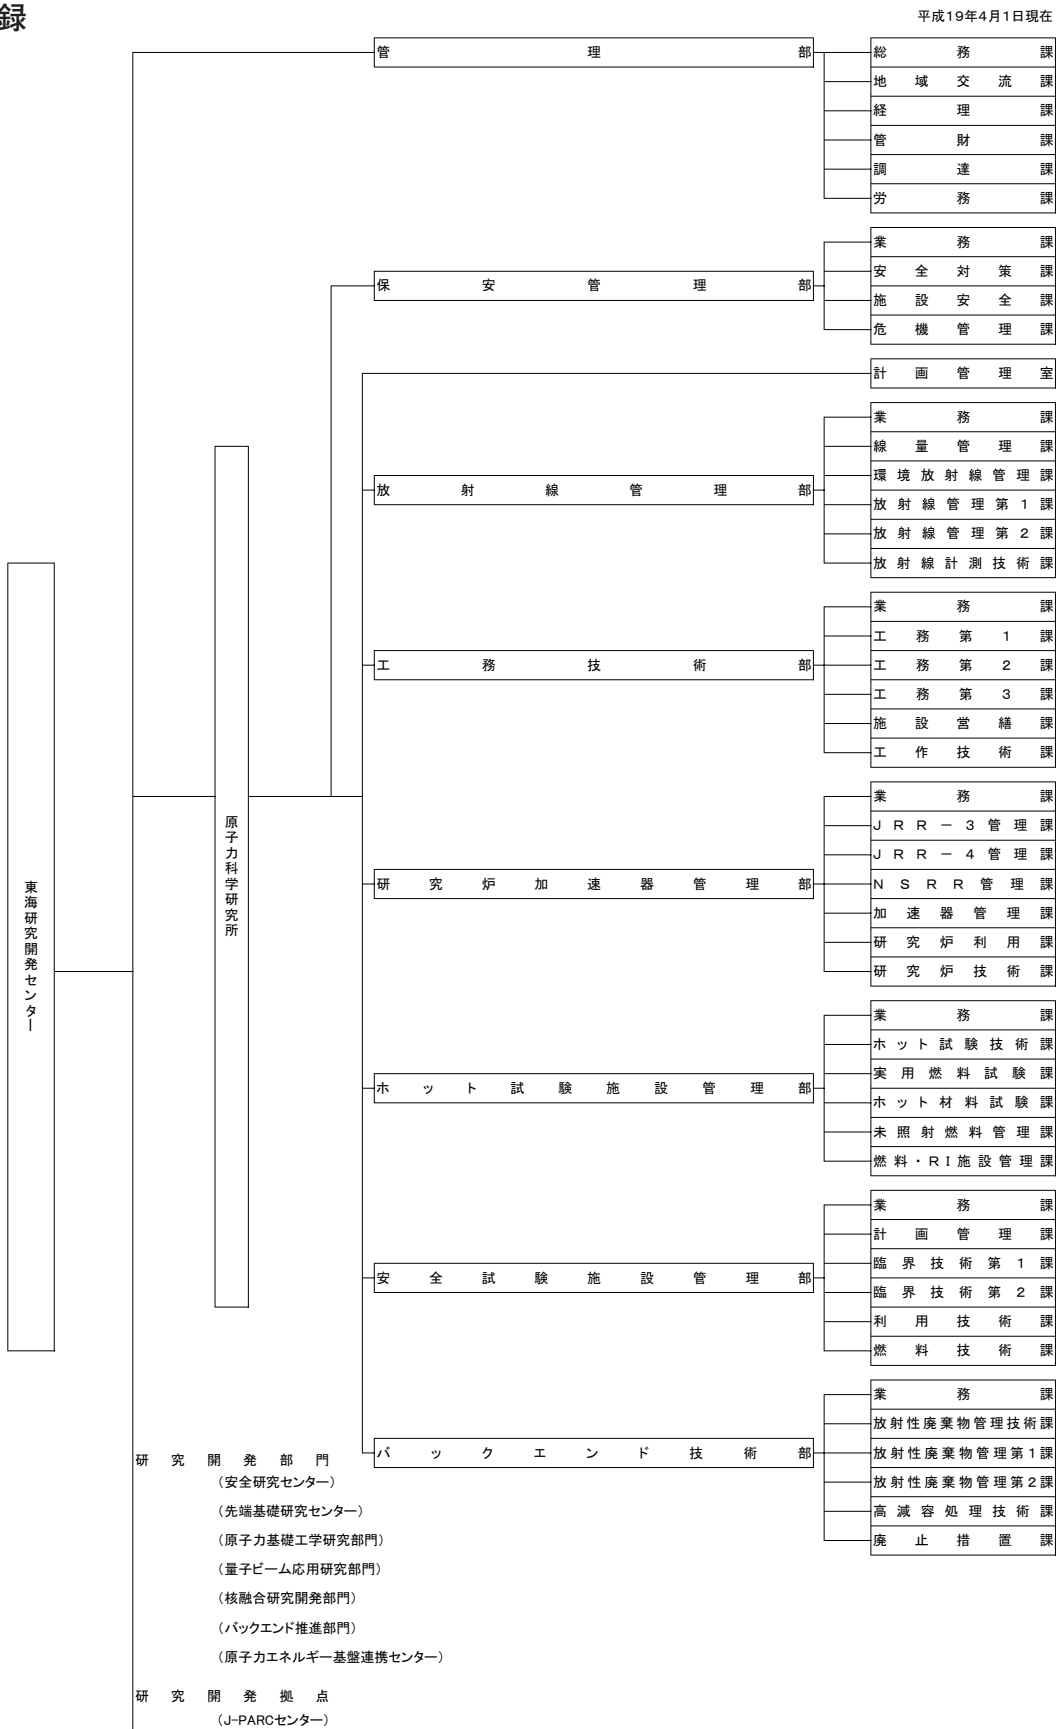 録
平成19年4月1日現在
管理部
総務課
地域交流課
経理課
管財課
調達課
労務課
保安管理部
業務課
安全対策課
施設安全課
危機管理課
計画管理室
放射線管理部
業務課
線量管理課
環境放射線管理課
放射線管理第1課
放射線管理第2課
放射線計測技術課
工務技術部
業務課
工務第1課
工務第2課
工務第3課
施設営繕課
工作技術課
東海研究開発センター
原子力科学研究所
研究炉加速器管理部
業務課
JRR－3管理課
JRR－4管理課
NSRR管理課
加速器管理課
研究炉利用課
研究炉技術課
ホット試験施設管理部
業務課
ホット試験技術課
実用燃料試験課
ホット材料試験課
未照射燃料管理課
燃料・RI施設管理課
安全試験施設管理部
業務課
計画管理課
臨界技術第1課
臨界技術第2課
利用技術課
燃料技術課
バックエンド技術部
業務課
放射性廃棄物管理技術課
放射性廃棄物管理第1課
放射性廃棄物管理第2課
高減容処理技術課
廃止措置課
研究開発部門
（安全研究センター）
（先端基礎研究センター）
（原子力基礎工学研究部門）
（量子ビーム応用研究部門）
（核融合研究開発部門）
（バックエンド推進部門）
（原子力エネルギー基盤連携センター）
研究開発拠点
（J-PARCセンター）